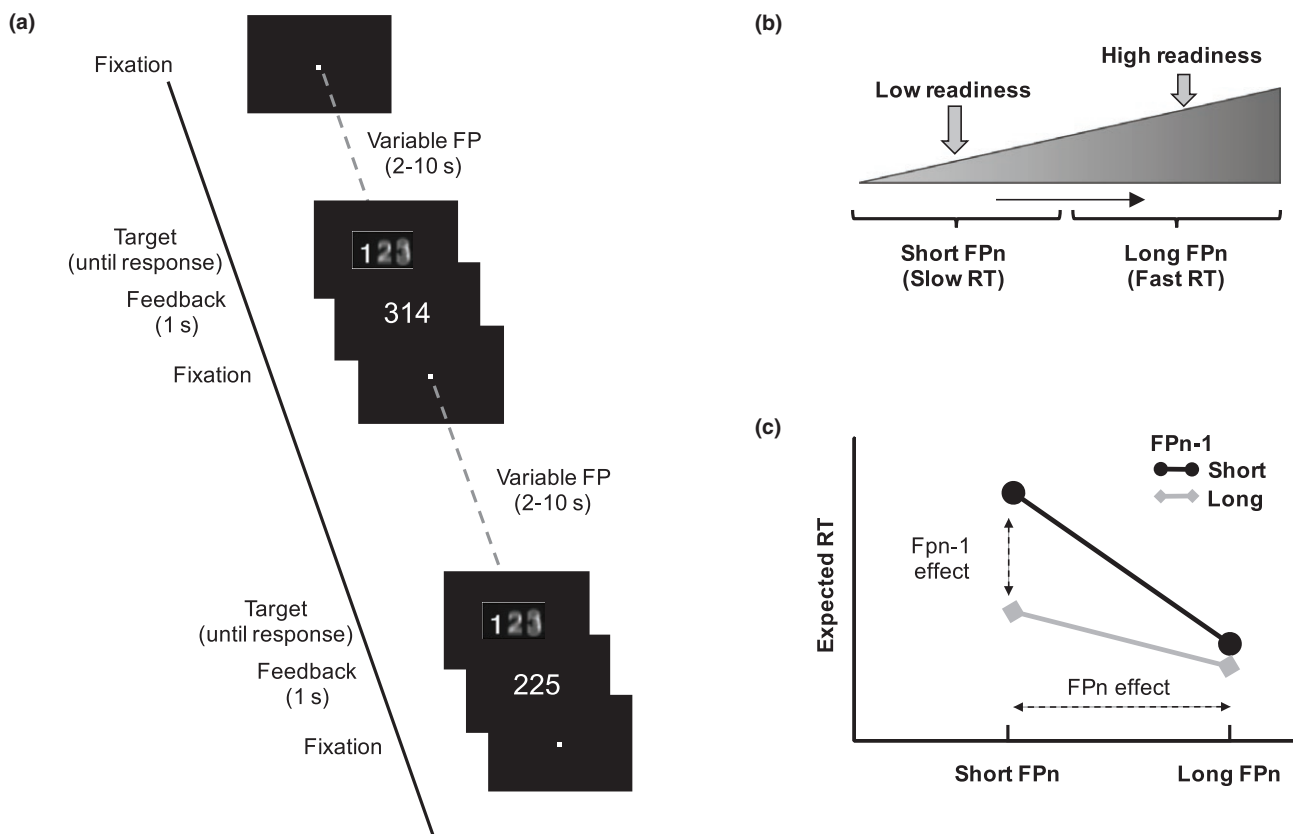 (a)
Fixation
Variable FP
(2-10 s)
Target
(until response)
123
Feedback
(1 s)
314
Fixation
Variable FP
(2-10 s)
Target
(until response)
123
Feedback
(1 s)
225
Fixation
(b)
High readiness
Low readiness
Short FPn
(Slow RT)
Long FPn
(Fast RT)
(c)
FPn-1
Short
Long
Fpn-1
effect
Expected RT
FPn effect
Short FPn
Long FPn